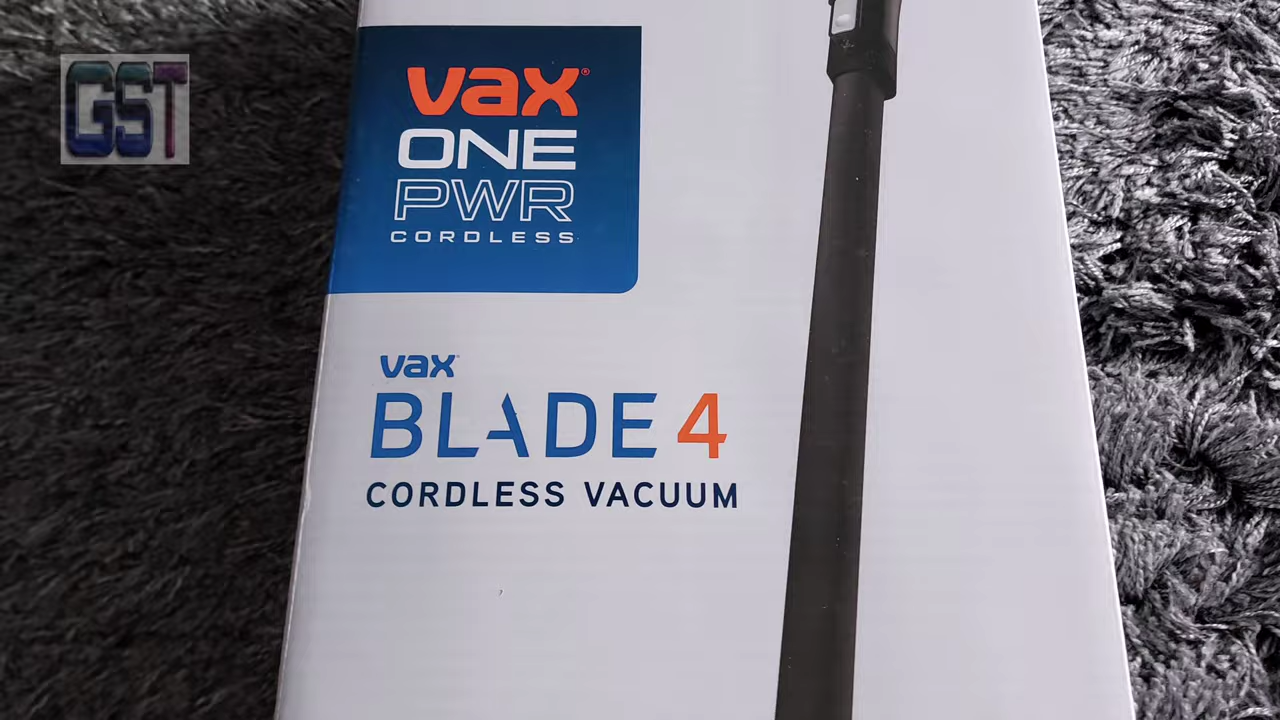 GST
vax®
ONE
PWR
CORDLESS
vax
BLADE 4
CORDLESS VACUUM